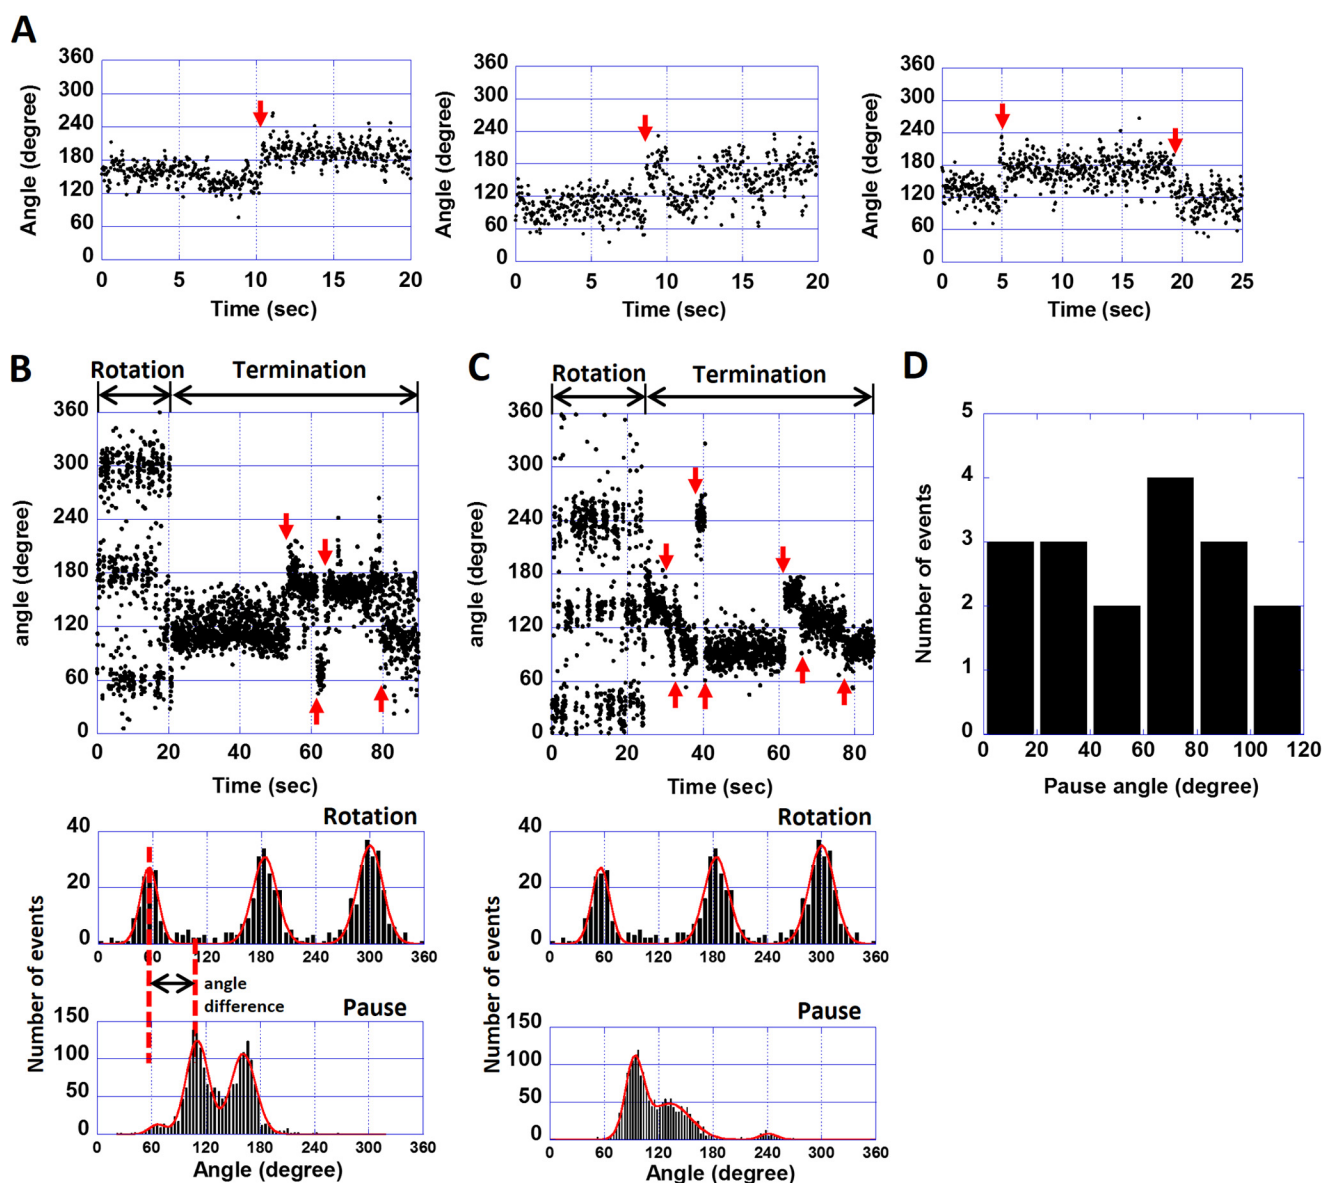 A
360
300
240
180
120
60
0
Angle (degree)
0 5 10 15 20
Time (sec)
360
300
240
180
120
60
0
Angle (degree)
0 5 10 15 20
Time (sec)
360
300
240
180
120
60
0
Angle (degree)
0 5 10 15 20 25
Time (sec)
B
Rotation Termination
360
300
240
180
120
60
0
angle (degree)
0 20 40 60 80
Time (sec)
Rotation
40
20
0
0 60 120 180 240 300 360
angle
difference
Pause
150
100
50
0
0 60 120 180 240 300 360
Number of events
Angle (degree)
C
Rotation Termination
360
300
240
180
120
60
0
angle (degree)
0 20 40 60 80
Time (sec)
Rotation
40
20
0
0 60 120 180 240 300 360
Pause
150
100
50
0
0 60 120 180 240 300 360
Number of events
Angle (degree)
D
5
4
3
2
1
0
Number of events
0 20 40 60 80 100 120
Pause angle (degree)